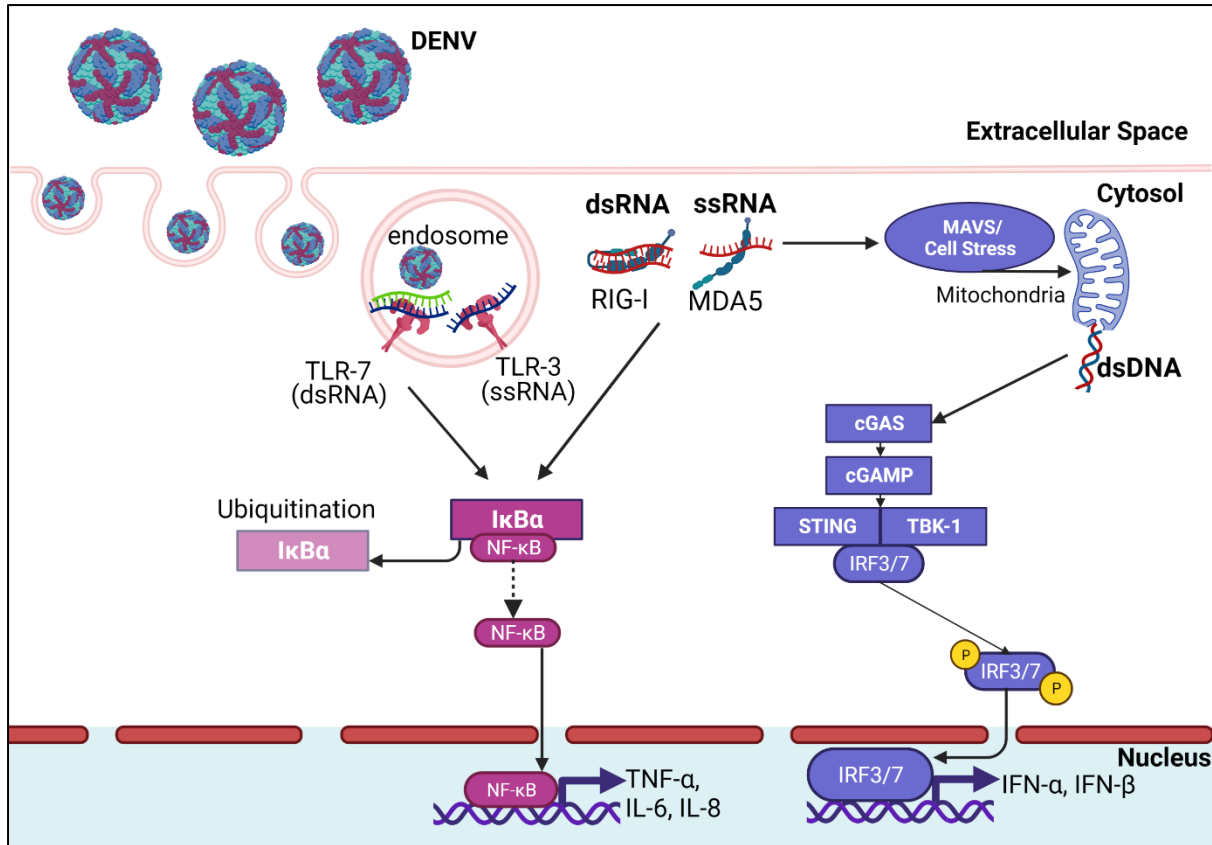 DENV
Extracellular Space
Cytosol
endosome
dsRNA
ssRNA
RIG-I
MDA5
MAVS/
Cell Stress
Mitochondria
dsDNA
TLR-7
(dsRNA)
TLR-3
(ssRNA)
cGAS
cGAMP
STING
TBK-1
IRF3/7
Ubiquitination
IκBα
IκBα
NF-κB
NF-κB
P
IRF3/7
P
Nucleus
NF-κB
TNF-α,
IL-6, IL-8
IRF3/7
IFN-α, IFN-β